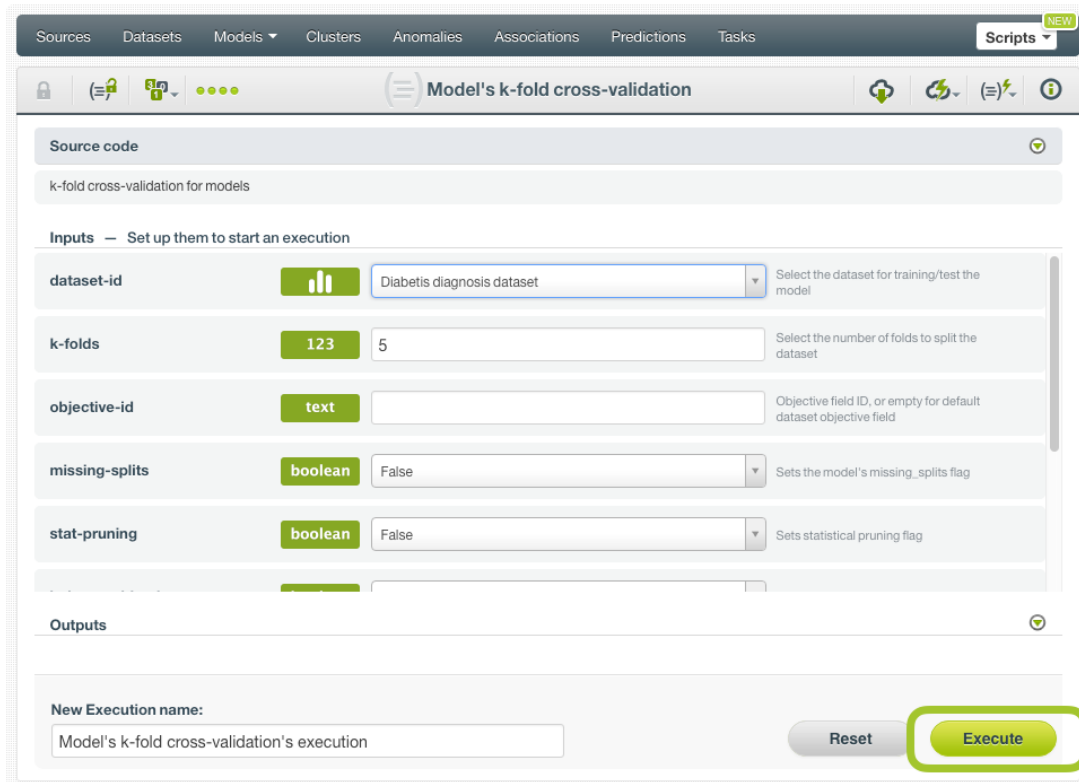 NEW
Sources Datasets Models Clusters Anomalies Associations Predictions Tasks Scripts
Model's k-fold cross-validation
Source code
k-fold cross-validation for models
Inputs — Set up them to start an execution
dataset-id Diabetis diagnosis dataset Select the dataset for training/test the
model
k-folds 123 5 Select the number of folds to split the
dataset
objective-id text Objective field ID, or empty for default
dataset objective field
missing-splits boolean False Sets the model's missing_splits flag
stat-pruning boolean False Sets statistical pruning flag
Outputs
New Execution name:
Model's k-fold cross-validation's execution Reset Execute